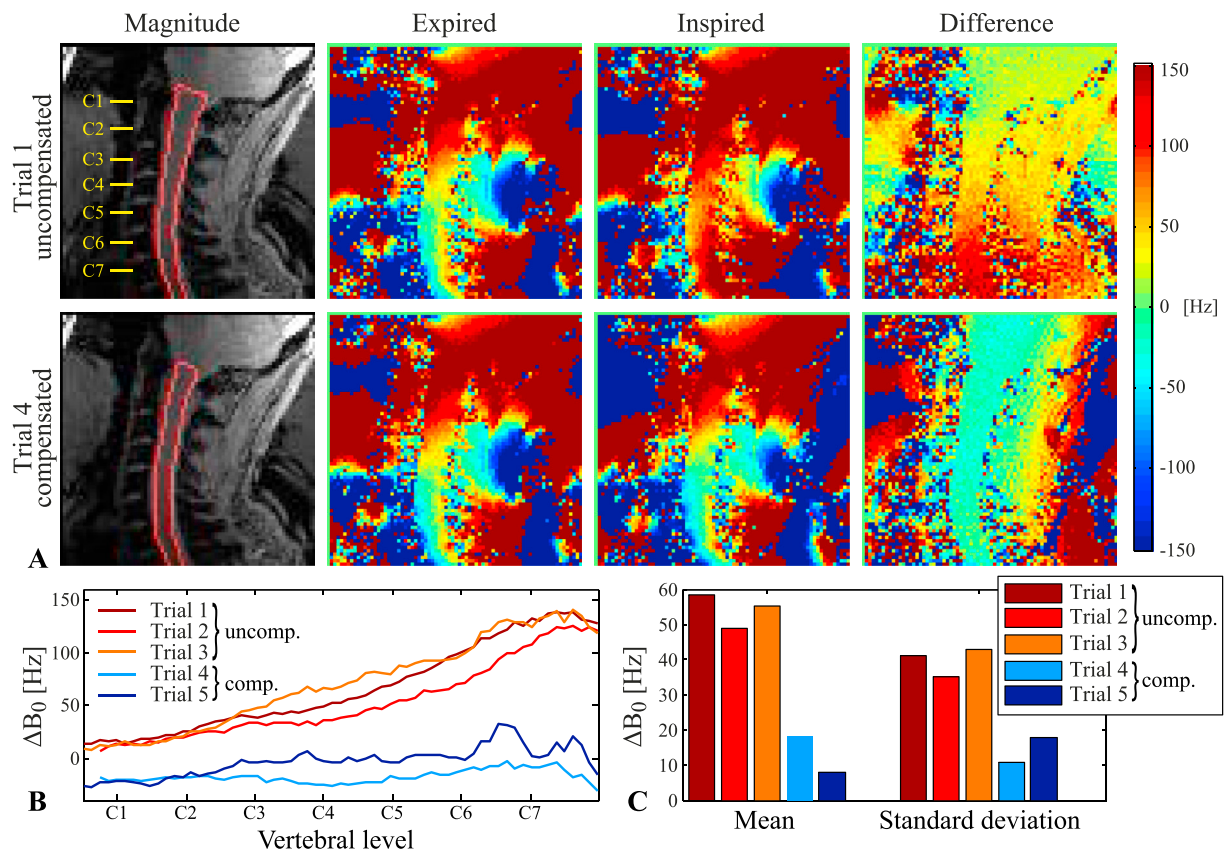 Magnitude
Expired
Inspired
Difference
Trial 1
uncompensated
C1
C2
C3
C4
C5
C6
C7
150
100
50
0 [Hz]
-50
-100
-150
Trial 4
compensated
A
150
100
50
0
ΔB0 [Hz]
Trial 1
Trial 2
Trial 3
Trial 4
Trial 5
uncomp.
comp.
C1
C2
C3
C4
C5
C6
C7
B
Vertebral level
60
50
40
30
20
10
0
ΔB0 [Hz]
Trial 1
Trial 2
Trial 3
Trial 4
Trial 5
uncomp.
comp.
C
Mean
Standard deviation